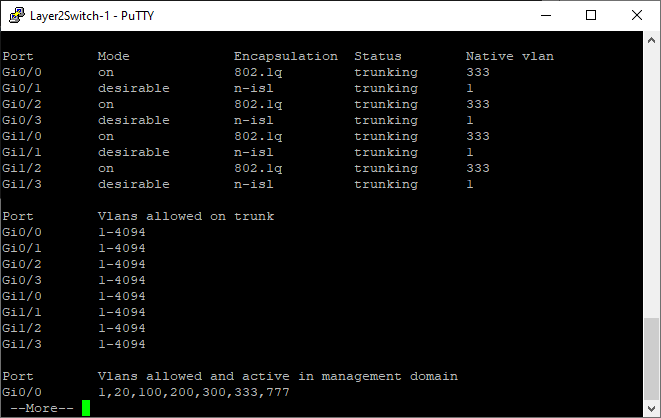 Layer2Switch-1 - PuTTY
Port Mode Encapsulation Status Native vlan
Gi0/0 on 802.1q trunking 333
Gi0/1 desirable n-isl trunking 1
Gi0/2 on 802.1q trunking 333
Gi0/3 desirable n-isl trunking 1
Gi1/0 on 802.1q trunking 333
Gi1/1 desirable n-isl trunking 1
Gi1/2 on 802.1q trunking 333
Gi1/3 desirable n-isl trunking 1
Port Vlans allowed on trunk
Gi0/0 1-4094
Gi0/1 1-4094
Gi0/2 1-4094
Gi0/3 1-4094
Gi1/0 1-4094
Gi1/1 1-4094
Gi1/2 1-4094
Gi1/3 1-4094
Port Vlans allowed and active in management domain
Gi0/0 1,20,100,200,300,333,777
--More--